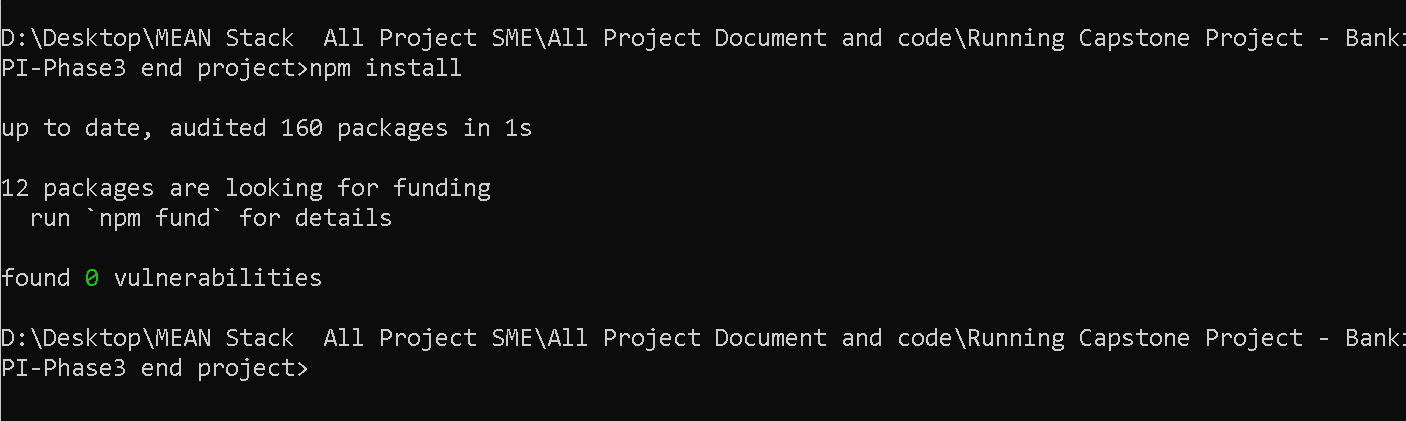 D:\Desktop\MEAN Stack  All Project SME\All Project Document and code\Running Capstone Project - Banki
PI-Phase3 end project>npm install
up to date, audited 160 packages in 1s
12 packages are looking for funding
  run `npm fund` for details
found 0 vulnerabilities
D:\Desktop\MEAN Stack  All Project SME\All Project Document and code\Running Capstone Project - Banki
PI-Phase3 end project>